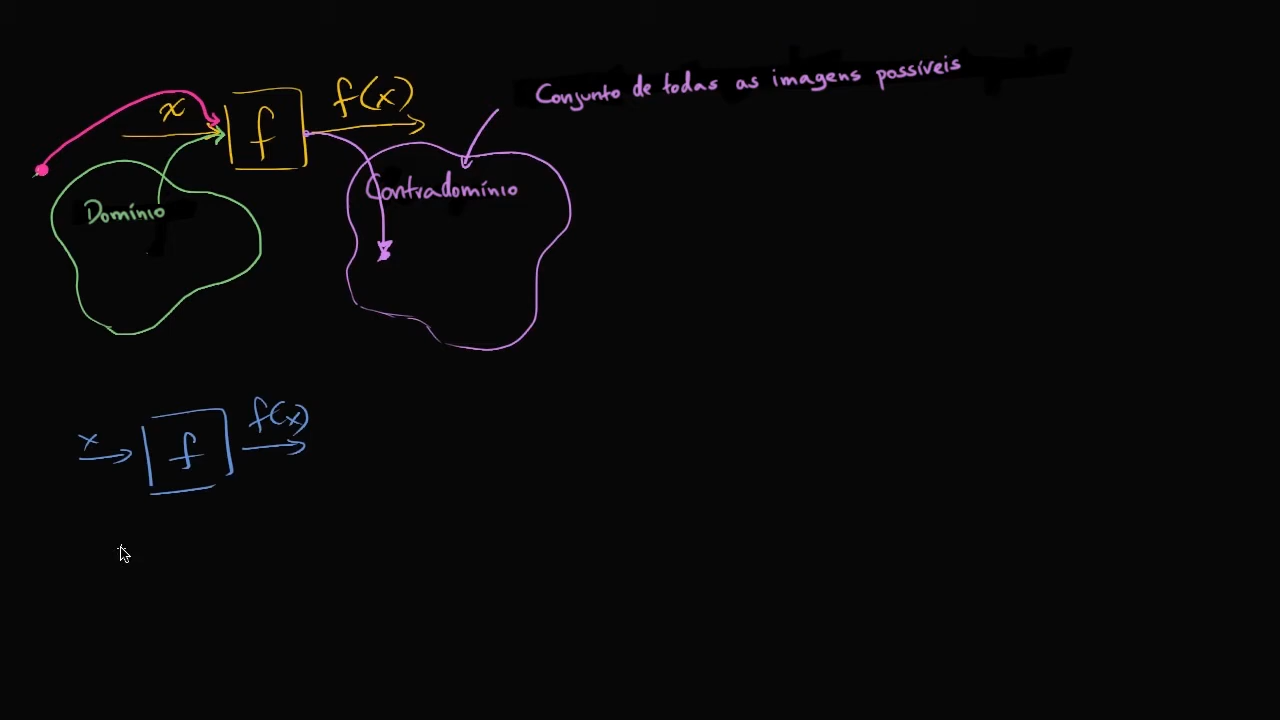 Conjunto de todas as imagens possíveis
x
f
f(x)
Domínio
Contradomínio
x
f
f(x)